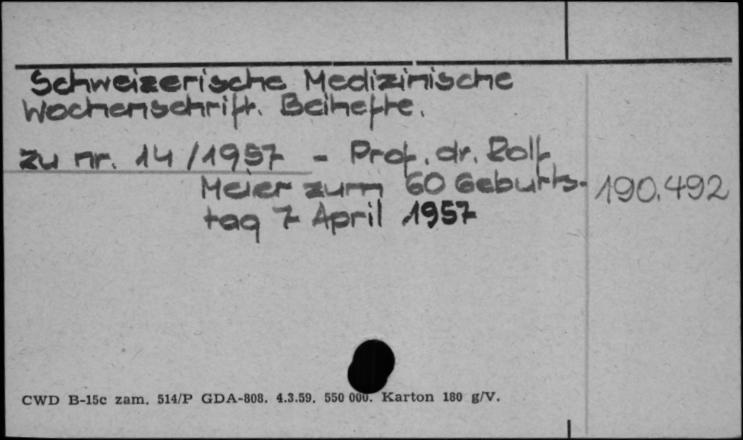 Schweizerische Medizinische
Wochenschrift. Beihefte.
zu nr. 14/1957 - Prof. dr. Rolf
Meier zum 60 Geburts-
tag 7 April 1957
190.492
CWD B-15c zam. 514/P GDA-808. 4.3.59. 550 000. Karton 180 g/V.